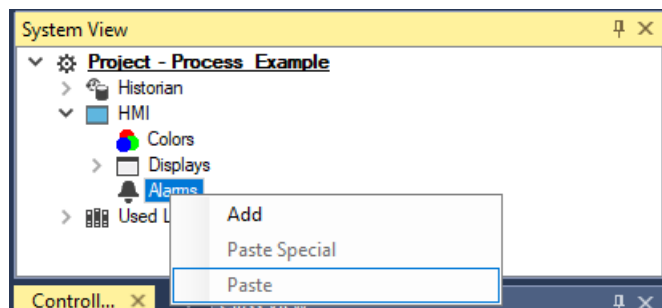 System View
Project - Process_Example
Historian
HMI
Colors
Displays
Alarms
Used L
Add
Paste Special
Paste
Controll...